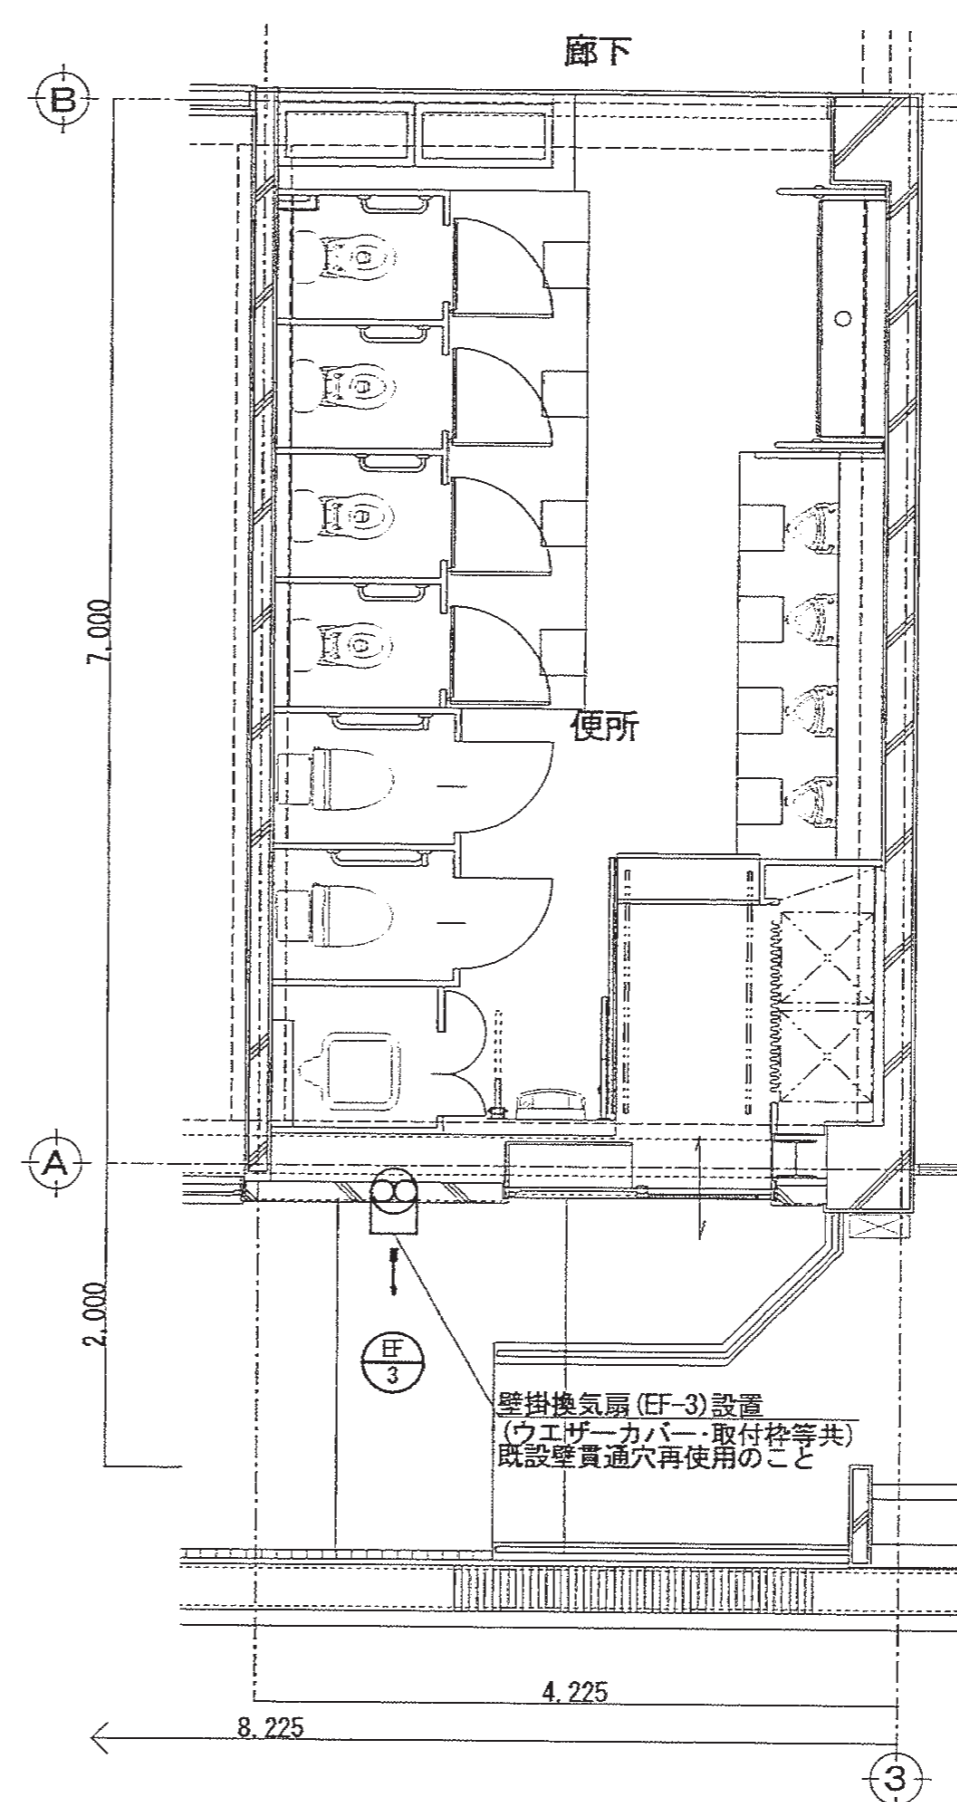 廊下
B
7,000
便所
A
2,000
EF
3
壁掛換気扇(EF-3)設置
(ウエザーカバー・取付枠等共)
既設壁貫通穴再使用のこと
4,225
8,225
3